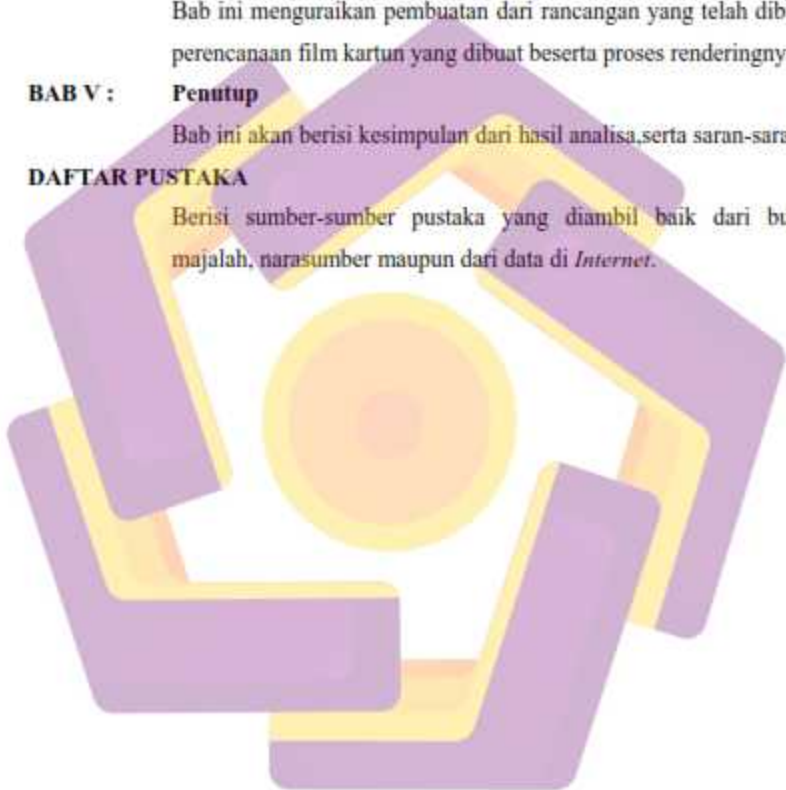 Bab ini menguraikan pembuatan dari rancangan yang telah dib
perencanaan film kartun yang dibuat beserta proses renderingny
BAB V : Penutup
Bab ini akan berisi kesimpulan dari hasil analisa,serta saran-sara
DAFTAR PUSTAKA
Berisi sumber-sumber pustaka yang diambil baik dari bu
majalah, narasumber maupun dari data di Internet.